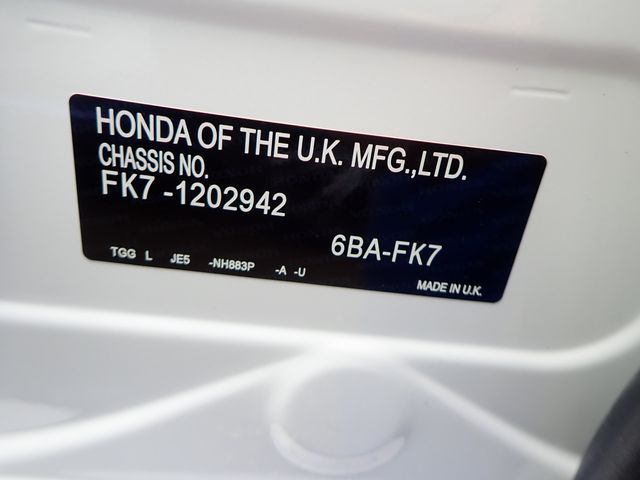 HONDA OF THE U.K. MFG.,LTD.
CHASSIS NO.
FK7 -1202942
6BA-FK7
TGG L JE5 -NH883P -A -U
MADE IN U.K.